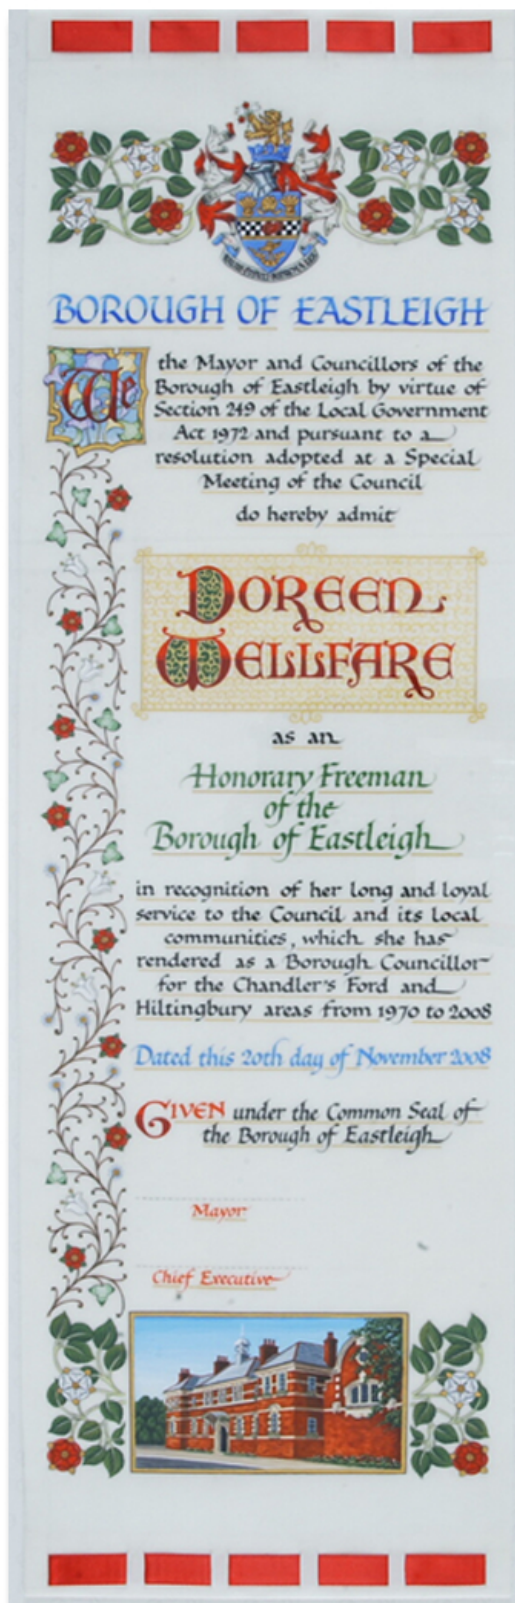 BOROUGH OF EASTLEIGH
We the Mayor and Councillors of the
Borough of Eastleigh by virtue of
Section 249 of the Local Government
Act 1972 and pursuant to a
resolution adopted at a Special
Meeting of the Council
do hereby admit
DOREEN
WELLFARE
as an
Honorary Freeman
of the
Borough of Eastleigh
in recognition of her long and loyal
service to the Council and its local
communities, which she has
rendered as a Borough Councillor
for the Chandler's Ford and
Hiltingbury areas from 1970 to 2008
Dated this 20th day of November 2008
GIVEN under the Common Seal of
the Borough of Eastleigh
Mayor
Chief Executive